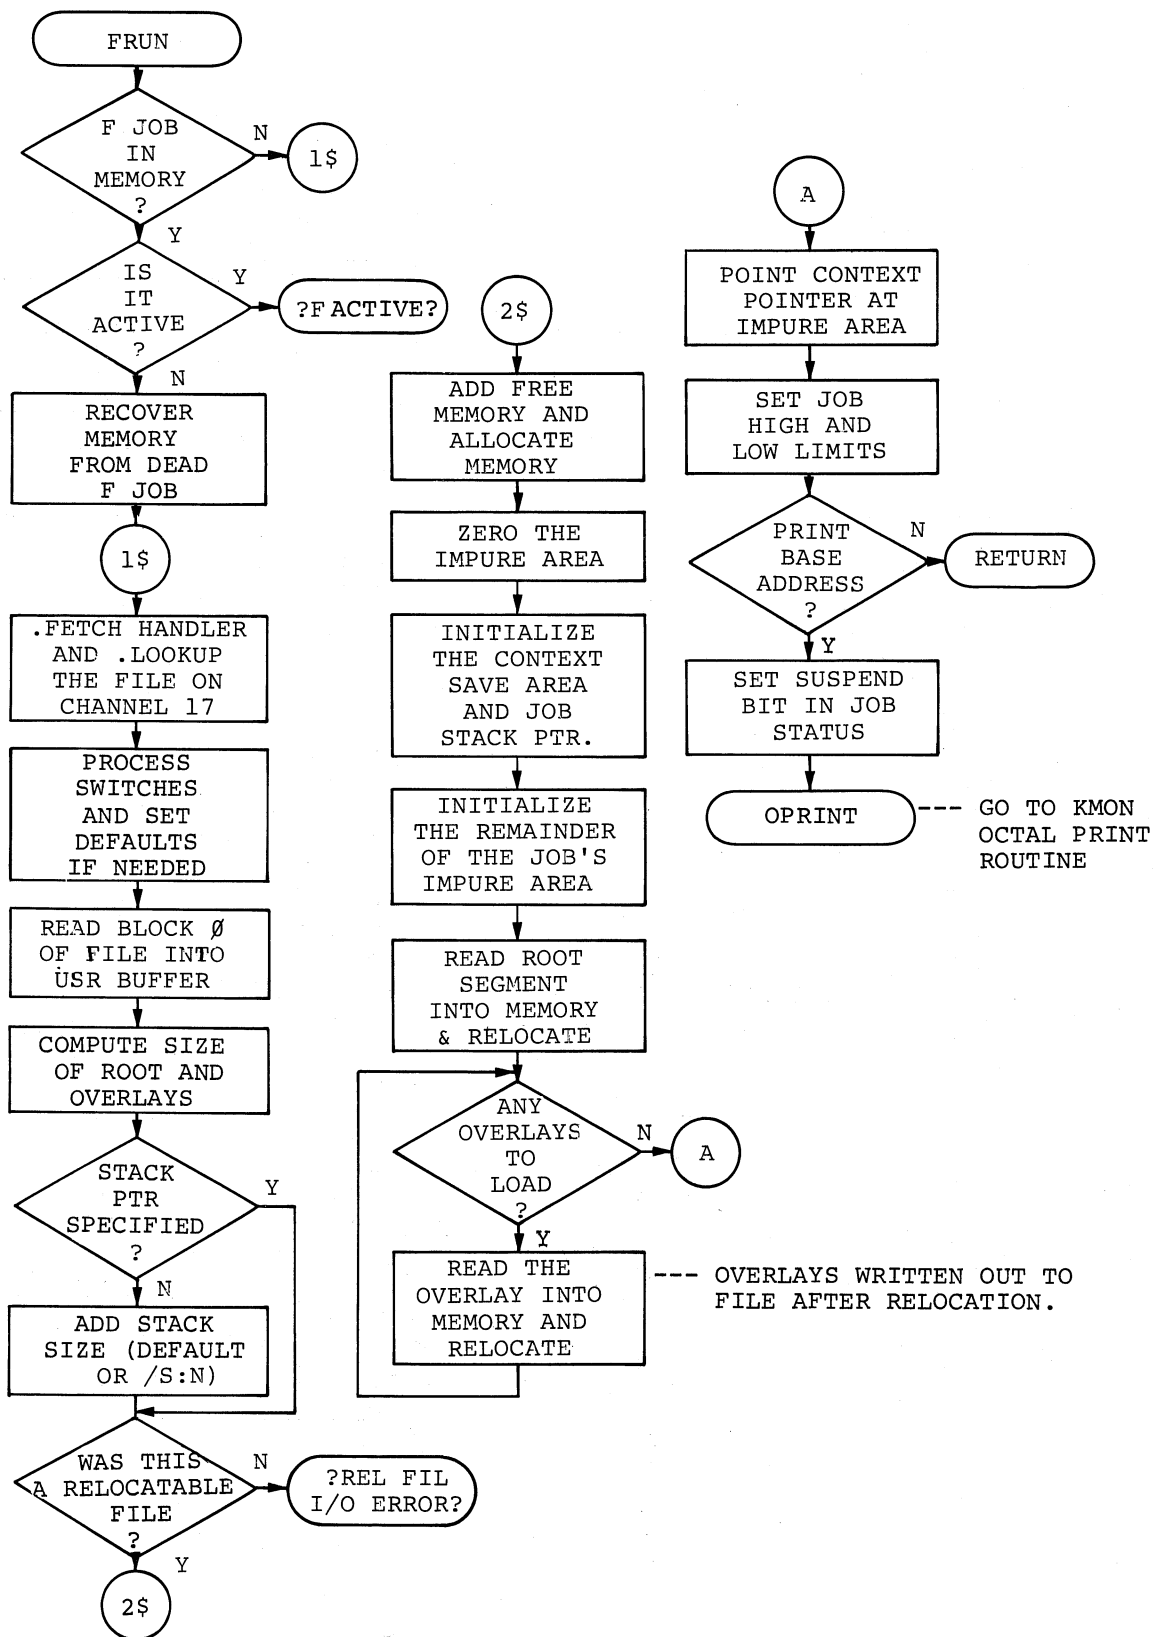 FRUN
F JOB
IN
MEMORY
?
N
1$
Y
IS
IT
ACTIVE
?
Y
?F ACTIVE?
N
RECOVER
MEMORY
FROM DEAD
F JOB
1$
.FETCH HANDLER
AND .LOOKUP
THE FILE ON
CHANNEL 17
PROCESS
SWITCHES
AND SET
DEFAULTS
IF NEEDED
READ BLOCK Ø
OF FILE INTO
USR BUFFER
COMPUTE SIZE
OF ROOT AND
OVERLAYS
STACK
PTR
SPECIFIED
?
Y
N
ADD STACK
SIZE (DEFAULT
OR /S:N)
WAS THIS
A RELOCATABLE
FILE
?
N
?REL FIL
I/O ERROR?
Y
2$
2$
ADD FREE
MEMORY AND
ALLOCATE
MEMORY
ZERO THE
IMPURE AREA
INITIALIZE
THE CONTEXT
SAVE AREA
AND JOB
STACK PTR.
INITIALIZE
THE REMAINDER
OF THE JOB'S
IMPURE AREA
READ ROOT
SEGMENT
INTO MEMORY
& RELOCATE
ANY
OVERLAYS
TO
LOAD
?
N
A
Y
READ THE
OVERLAY INTO
MEMORY AND
RELOCATE
--- OVERLAYS WRITTEN OUT TO
FILE AFTER RELOCATION.
A
POINT CONTEXT
POINTER AT
IMPURE AREA
SET JOB
HIGH AND
LOW LIMITS
PRINT
BASE
ADDRESS
?
N
RETURN
Y
SET SUSPEND
BIT IN JOB
STATUS
OPRINT
--- GO TO KMON
OCTAL PRINT
ROUTINE